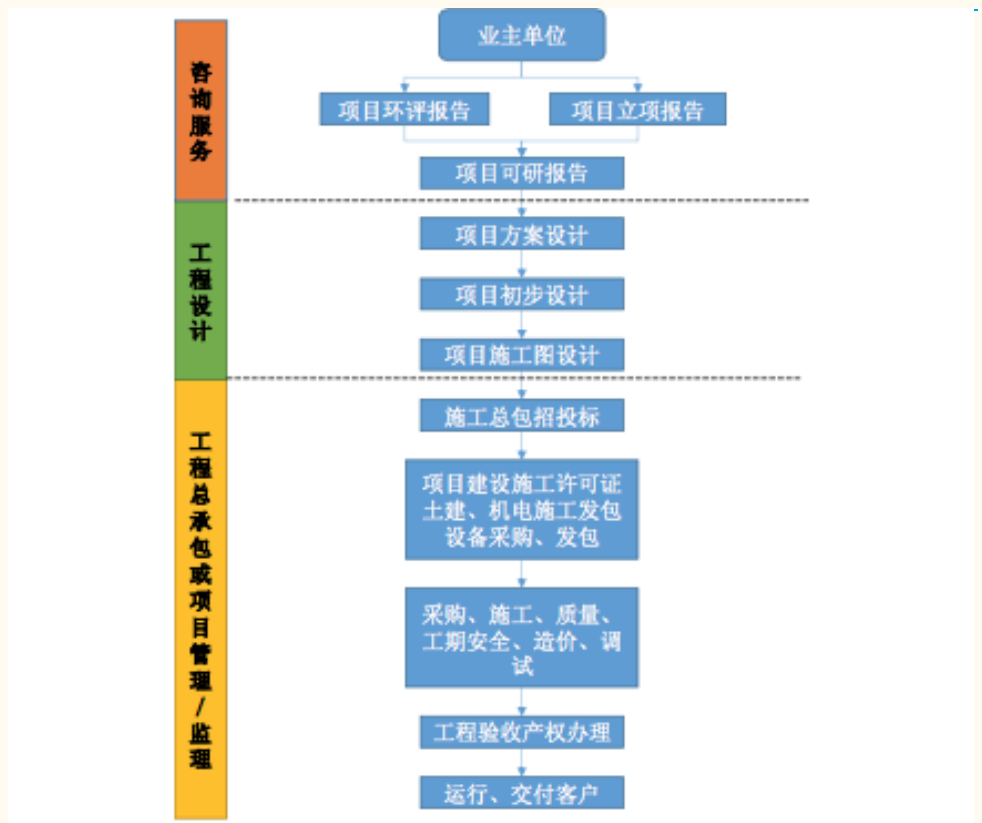 咨询服务
业主单位
项目环评报告
项目立项报告
项目可研报告
工程设计
项目方案设计
项目初步设计
项目施工图设计
工程总承包或项目管理/监理
施工总包招投标
项目建设施工许可证
土建、机电施工发包
设备采购、发包
采购、施工、质量、
工期安全、造价、调
试
工程验收产权办理
运行、交付客户